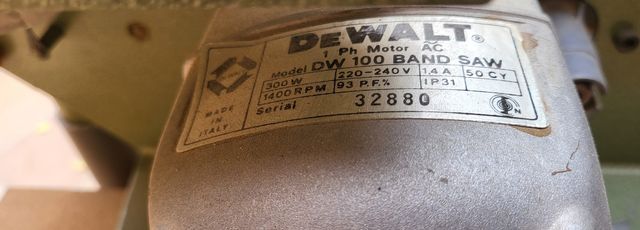 DEWALT®
1 Ph Motor AC
Model DW 100 BAND SAW
300 W 220-240 V 1.4 A 50 CY
1400 RPM 93 P.F.% IP31
Serial 32880
MADE
IN
ITALY
N